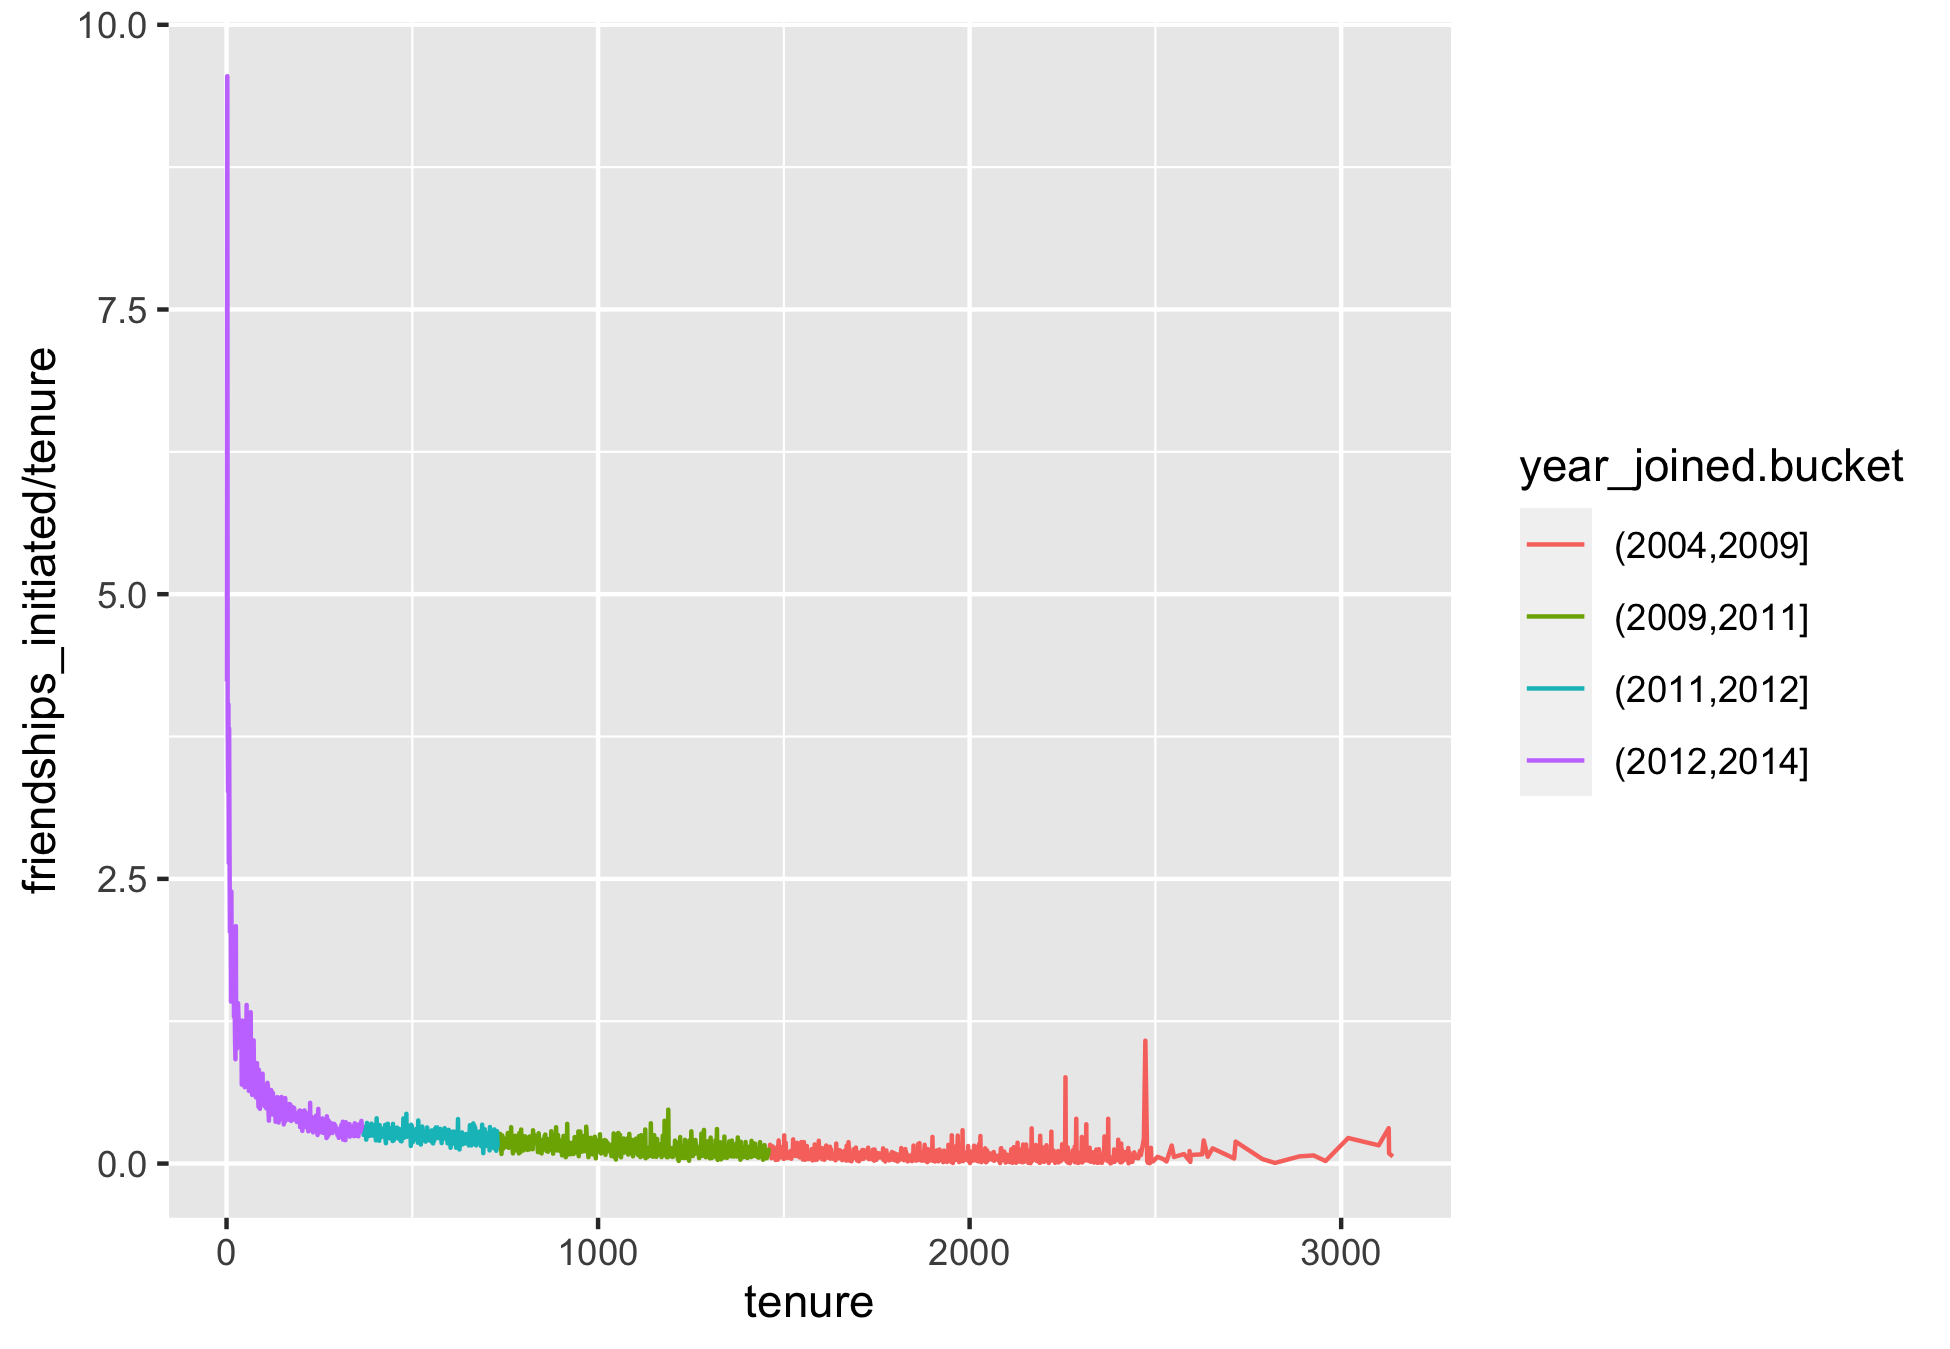 10.0
7.5
5.0
2.5
0.0
friendships_initiated/tenure
0 1000 2000 3000
tenure
year_joined.bucket
(2004,2009]
(2009,2011]
(2011,2012]
(2012,2014]